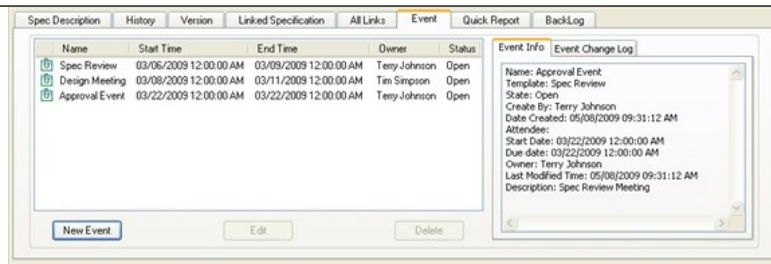 Spec Description History Version Linked Specification All Links Event Quick Report BackLog
Name Start Time End Time Owner Status
Spec Review 03/06/2009 12:00:00 AM 03/09/2009 12:00:00 AM Terry Johnson Open
Design Meeting 03/08/2009 12:00:00 AM 03/11/2009 12:00:00 AM Tim Simpson Open
Approval Event 03/22/2009 12:00:00 AM 03/22/2009 12:00:00 AM Terry Johnson Open
New Event Edit Delete
Event Info Event Change Log
Name: Approval Event
Template: Spec Review
State: Open
Create By: Terry Johnson
Date Created: 05/08/2009 09:31:12 AM
Attendee:
Start Date: 03/22/2009 12:00:00 AM
Due date: 03/22/2009 12:00:00 AM
Owner: Terry Johnson
Last Modified Time: 05/08/2009 09:31:12 AM
Description: Spec Review Meeting